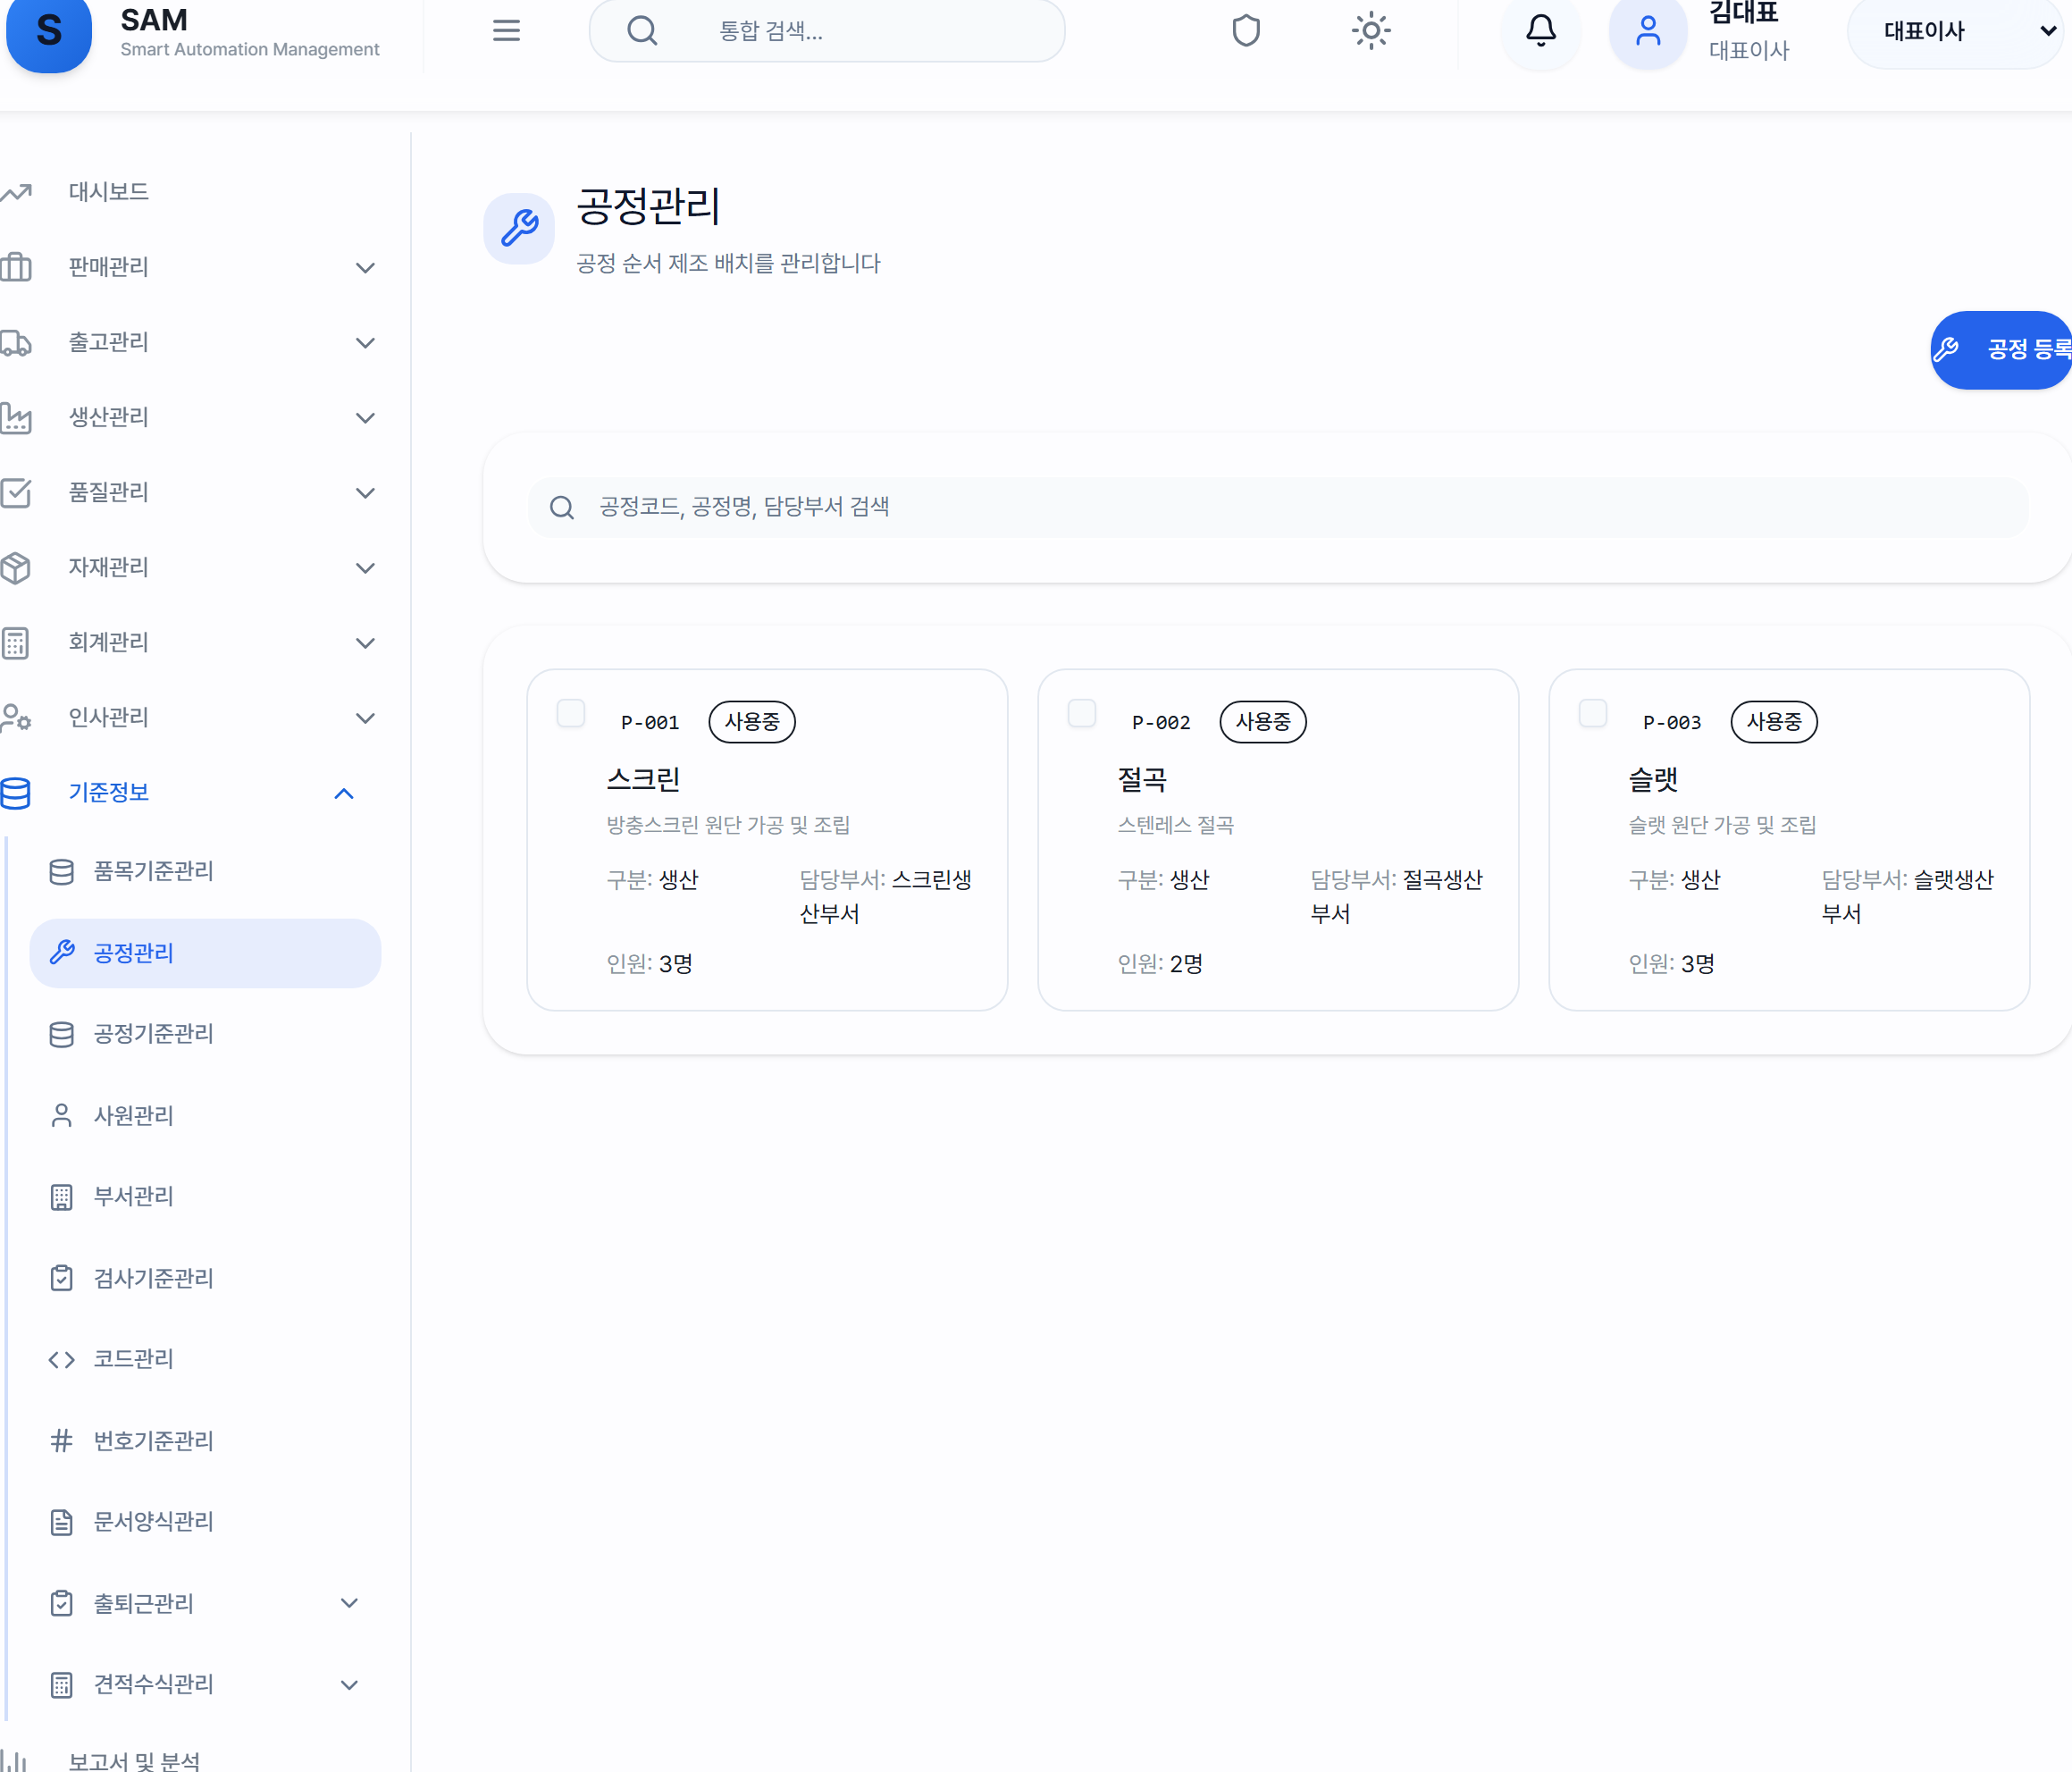 S
SAM
Smart Automation Management
통합 검색...
김대표
대표이사
대표이사
대시보드
판매관리
출고관리
생산관리
품질관리
자재관리
회계관리
인사관리
기준정보
품목기준관리
공정관리
공정기준관리
사원관리
부서관리
검사기준관리
코드관리
번호기준관리
문서양식관리
출퇴근관리
견적수식관리
보고서 및 분석
공정관리
공정 순서 제조 배치를 관리합니다
공정 등록
공정코드, 공정명, 담당부서 검색
P-001 사용중
스크린
방충스크린 원단 가공 및 조립
구분: 생산 담당부서: 스크린생
산부서
인원: 3명
P-002 사용중
절곡
스텐레스 절곡
구분: 생산 담당부서: 절곡생산
부서
인원: 2명
P-003 사용중
슬랫
슬랫 원단 가공 및 조립
구분: 생산 담당부서: 슬랫생산
부서
인원: 3명